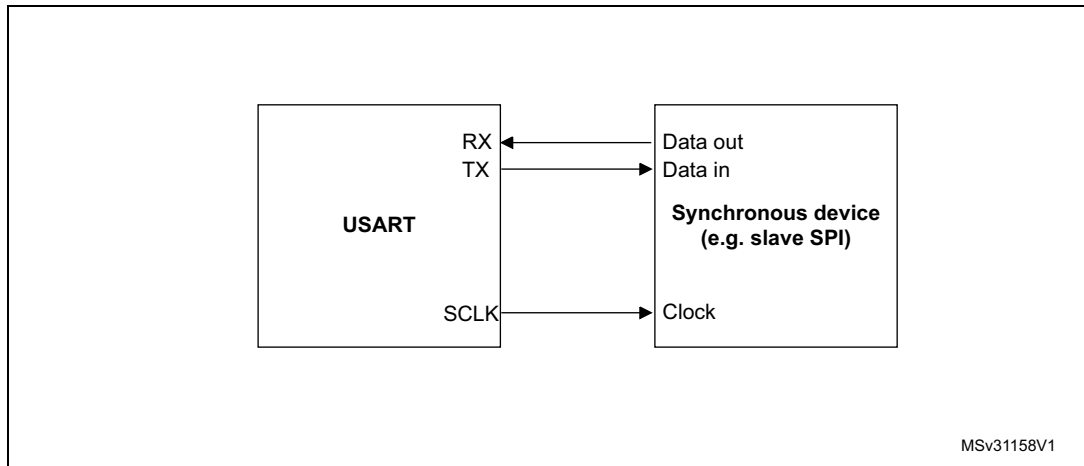 RX
TX
USART
SCLK
Data out
Data in
Synchronous device
(e.g. slave SPI)
Clock
MSv31158V1